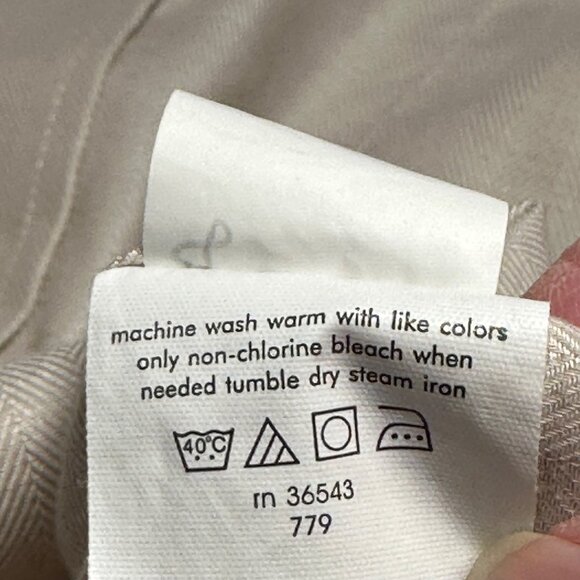 machine wash warm with like colors
only non-chlorine bleach when
needed tumble dry steam iron
40°C
rn 36543
779